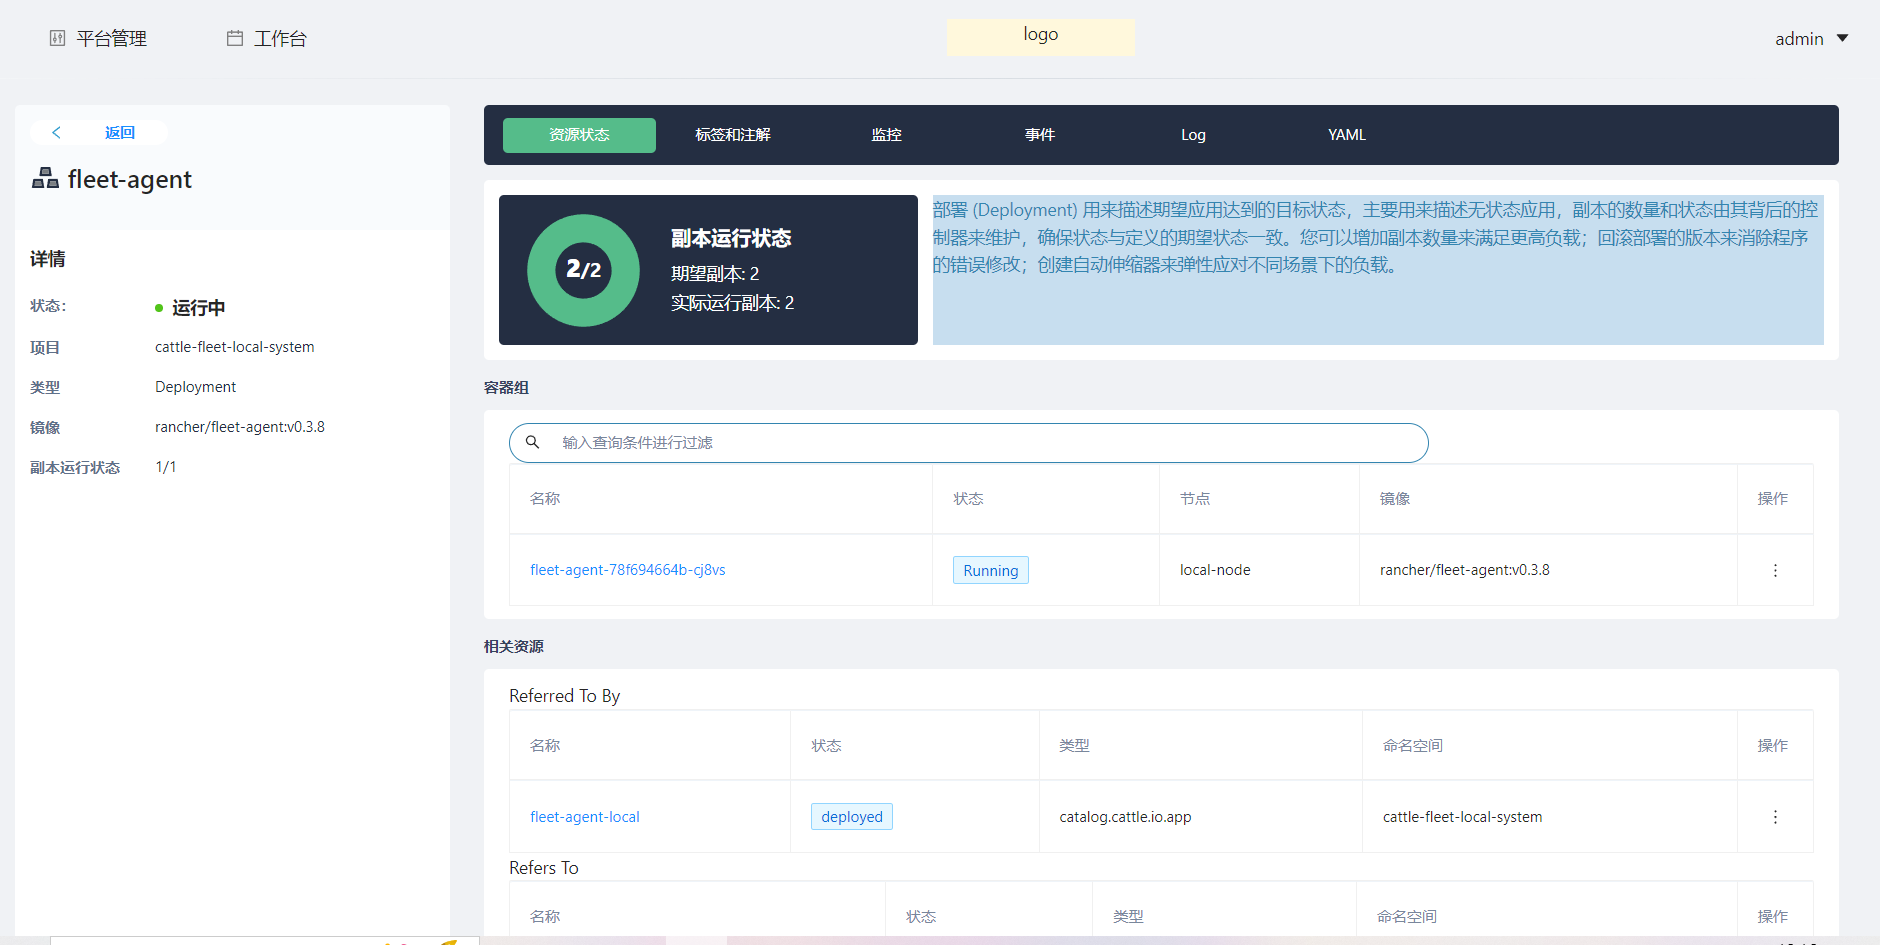 平台管理
工作台
logo
admin
返回
fleet-agent
详情
状态:
运行中
项目
cattle-fleet-local-system
类型
Deployment
镜像
rancher/fleet-agent:v0.3.8
副本运行状态
1/1
资源状态
标签和注解
监控
事件
Log
YAML
2/2
副本运行状态
期望副本: 2
实际运行副本: 2
部署 (Deployment) 用来描述期望应用达到的目标状态，主要用来描述无状态应用，副本的数量和状态由其背后的控
制器来维护，确保状态与定义的期望状态一致。您可以增加副本数量来满足更高负载；回滚部署的版本来消除程序
的错误修改；创建自动伸缩器来弹性应对不同场景下的负载。
容器组
输入查询条件进行过滤
名称
状态
节点
镜像
操作
fleet-agent-78f694664b-cj8vs
Running
local-node
rancher/fleet-agent:v0.3.8
相关资源
Referred To By
名称
状态
类型
命名空间
操作
fleet-agent-local
deployed
catalog.cattle.io.app
cattle-fleet-local-system
Refers To
名称
状态
类型
命名空间
操作